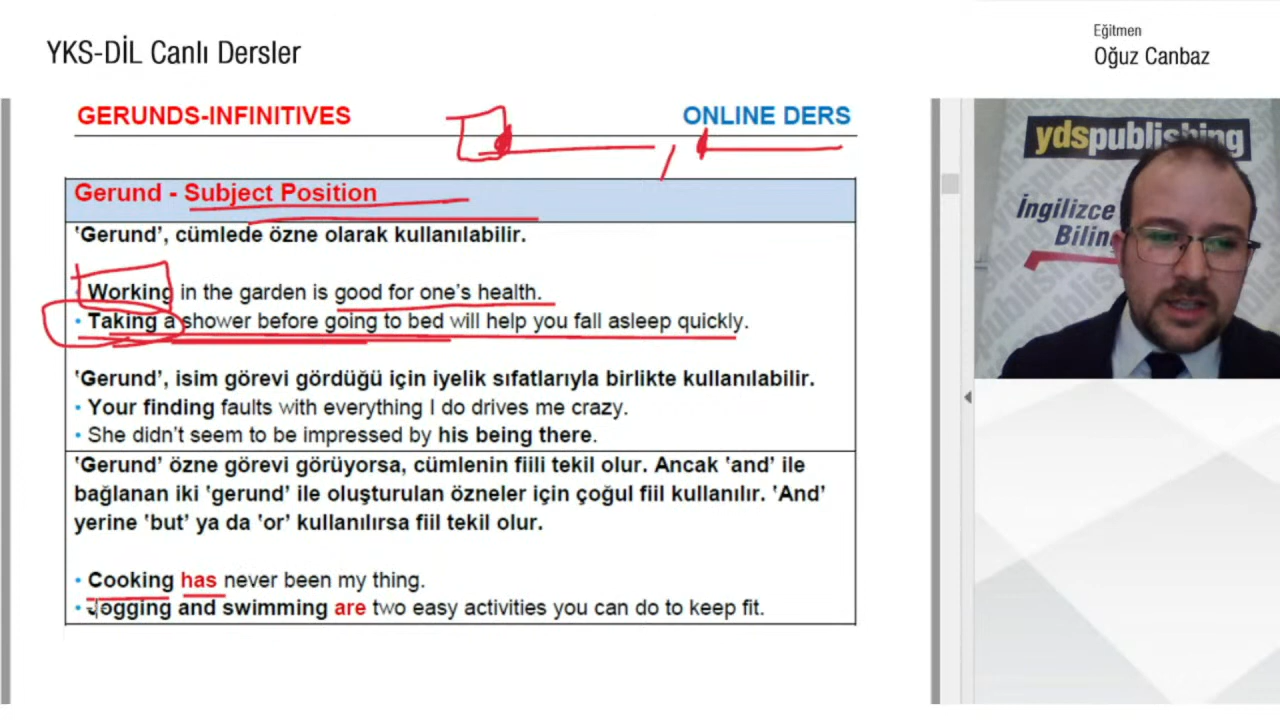 YKS-DİL Canlı Dersler
Eğitmen
Oğuz Canbaz
GERUNDS-INFINITIVES
ONLINE DERS
Gerund - Subject Position
'Gerund', cümlede özne olarak kullanılabilir.
• Working in the garden is good for one's health.
• Taking a shower before going to bed will help you fall asleep quickly.
'Gerund', isim görevi gördüğü için iyelik sıfatlarıyla birlikte kullanılabilir.
• Your finding faults with everything I do drives me crazy.
• She didn't seem to be impressed by his being there.
'Gerund' özne görevi görüyorsa, cümlenin fiili tekil olur. Ancak 'and' ile
bağlanan iki 'gerund' ile oluşturulan özneler için çoğul fiil kullanılır. 'And'
yerine 'but' ya da 'or' kullanılırsa fiil tekil olur.
• Cooking has never been my thing.
• Jogging and swimming are two easy activities you can do to keep fit.
ydspublishing
İngilizce